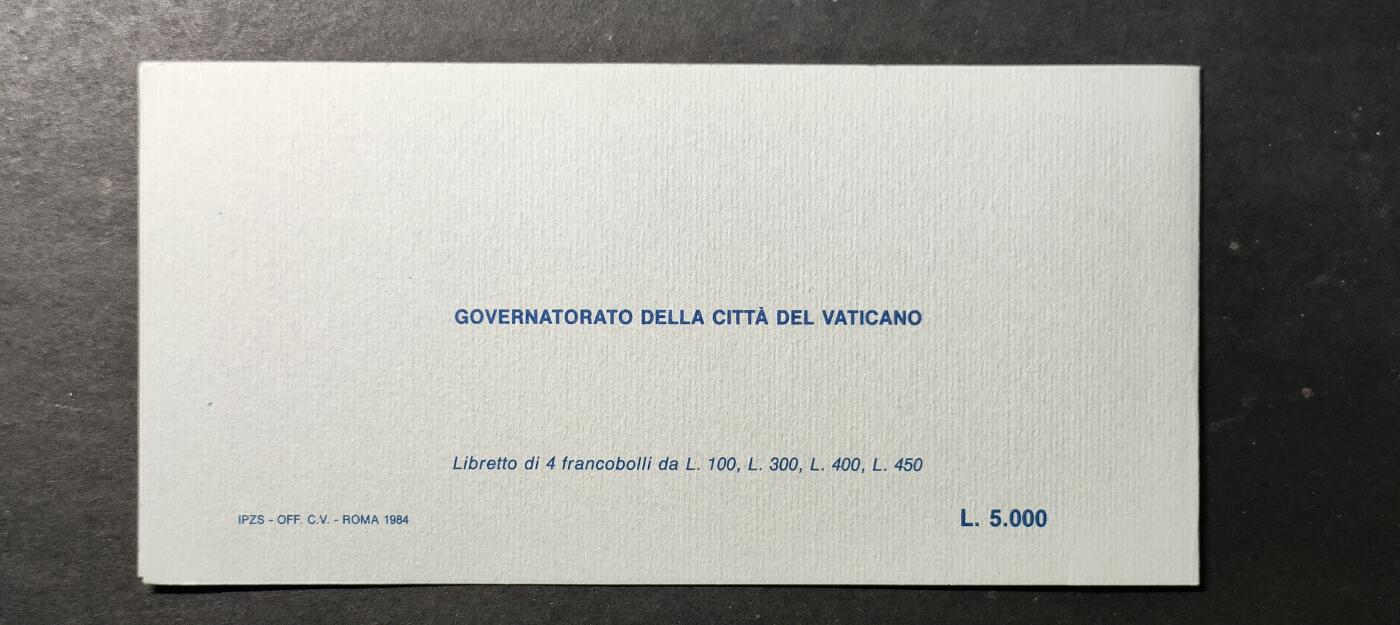 GOVERNATORATO DELLA CITTÀ DEL VATICANO
Libretto di 4 francobolli da L. 100, L. 300, L. 400, L. 450
IPZS - OFF. C.V. - ROMA 1984
L. 5.000